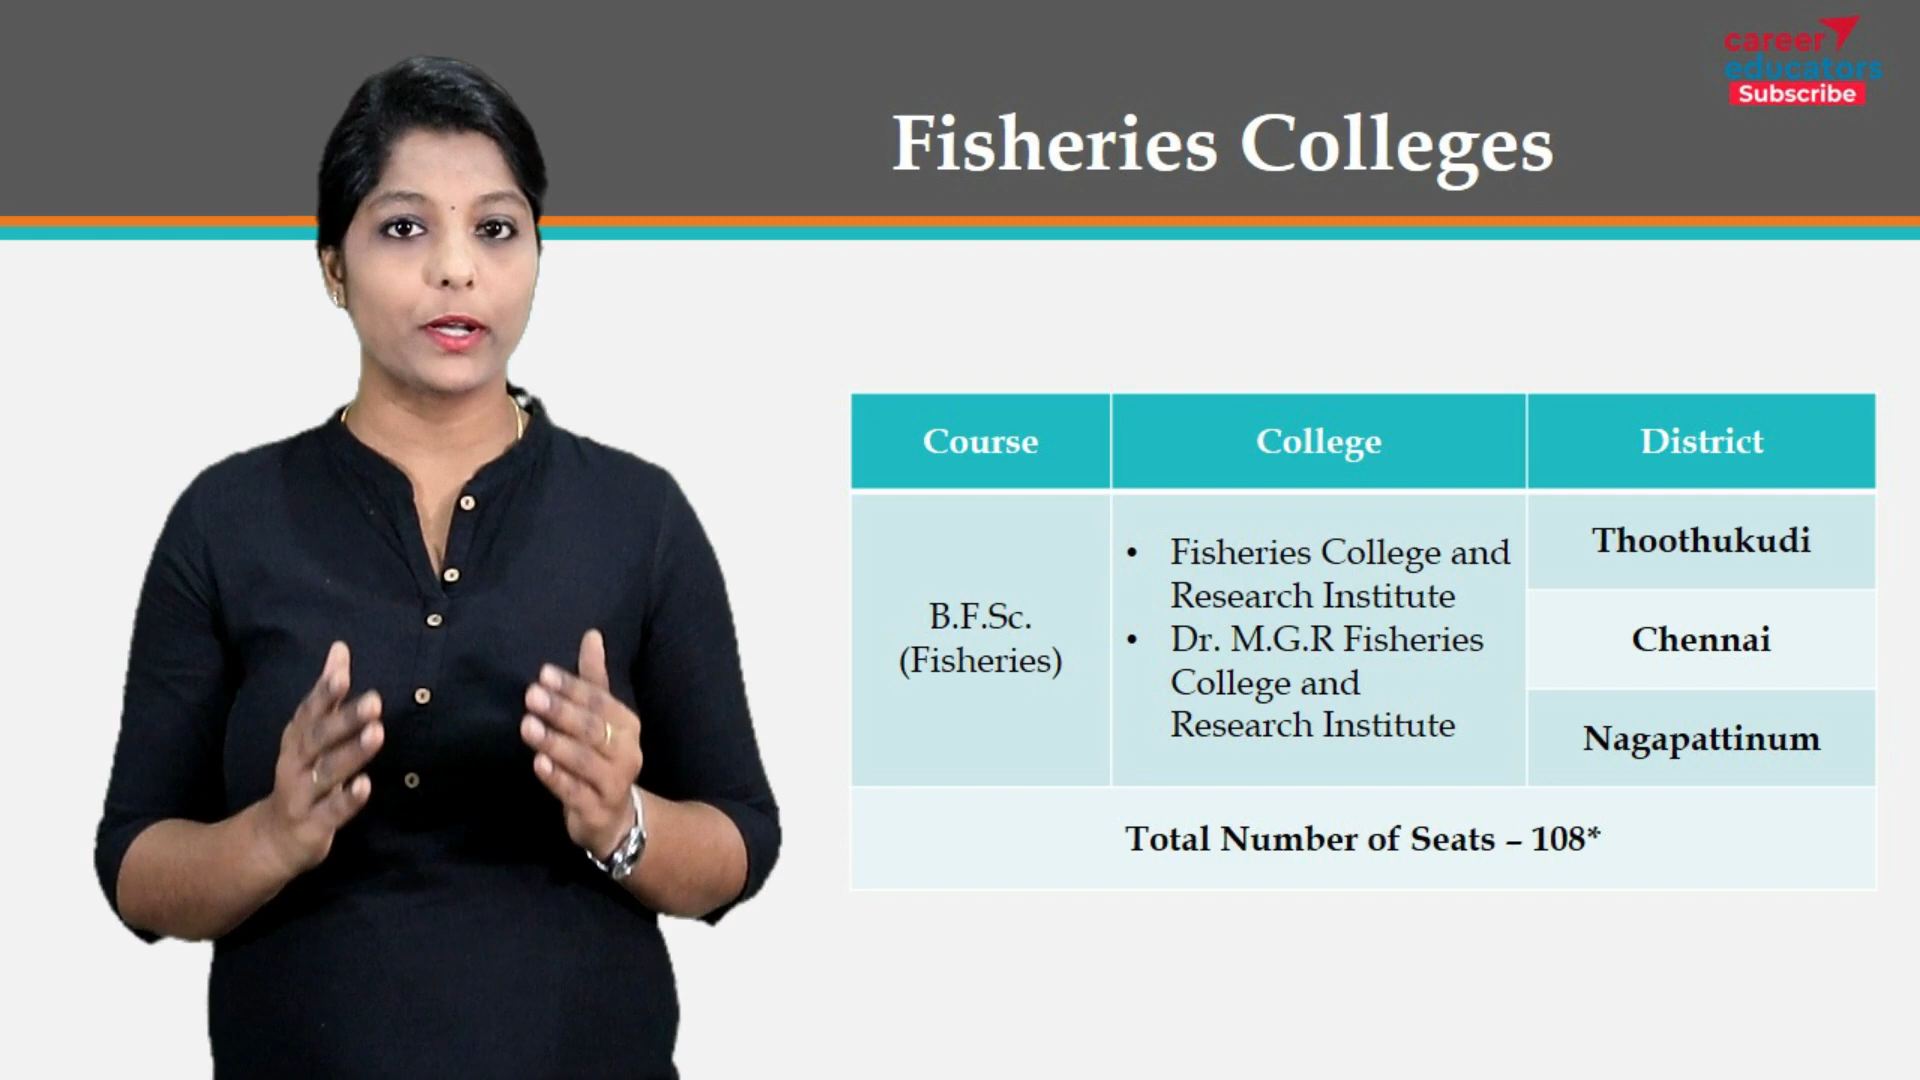 career
educators
Subscribe
Fisheries Colleges
Course
College
District
B.F.Sc.
(Fisheries)
• Fisheries College and
Research Institute
• Dr. M.G.R Fisheries
College and
Research Institute
Thoothukudi
Chennai
Nagapattinum
Total Number of Seats – 108*